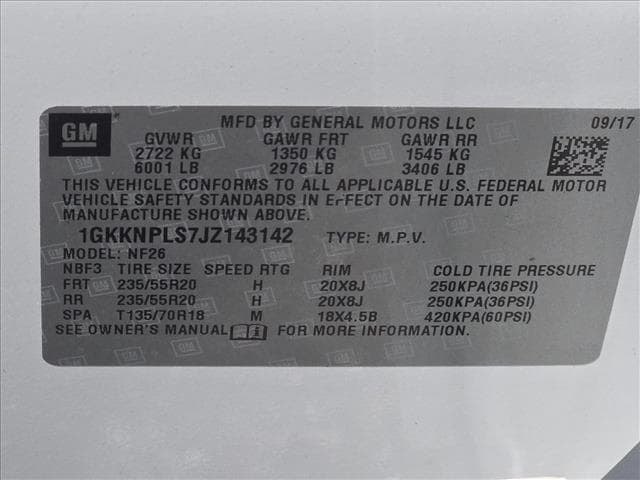 GM
MFD BY GENERAL MOTORS LLC 09/17
GVWR GAWR FRT GAWR RR
2722 KG 1350 KG 1545 KG
6001 LB 2976 LB 3406 LB
THIS VEHICLE CONFORMS TO ALL APPLICABLE U.S. FEDERAL MOTOR
VEHICLE SAFETY STANDARDS IN ErFECT ON THE DATE OF
MANUFACTURE SHOWN ABOVE.
1GKKNPLS7JZ143142 TYPE: M.P.V.
MODEL: NF26
NBF3 TIRE SIZE SPEED RTG RIM COLD TIRE PRESSURE
FRT 235/55R20 H 20X8J 250KPA(36PSI)
RR 235/55R20 H 20X8J 250KPA(36PSI)
SPA T135/70R18 M 18X4.5B 420KPA(60PSI)
SEE OWNER'S MANUAL FOR MORE INFORMATION.